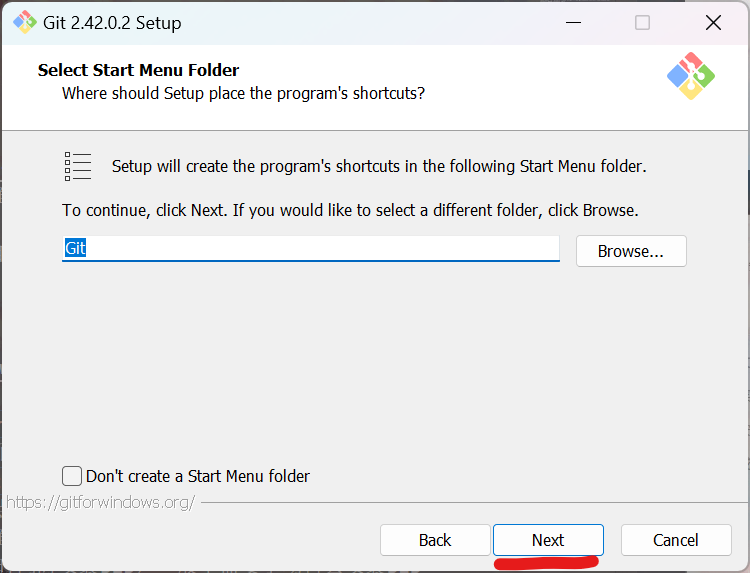 Git 2.42.0.2 Setup
Select Start Menu Folder
Where should Setup place the program's shortcuts?
Setup will create the program's shortcuts in the following Start Menu folder.
To continue, click Next. If you would like to select a different folder, click Browse.
Git
Browse...
Don't create a Start Menu folder
https://gitforwindows.org/
Back
Next
Cancel